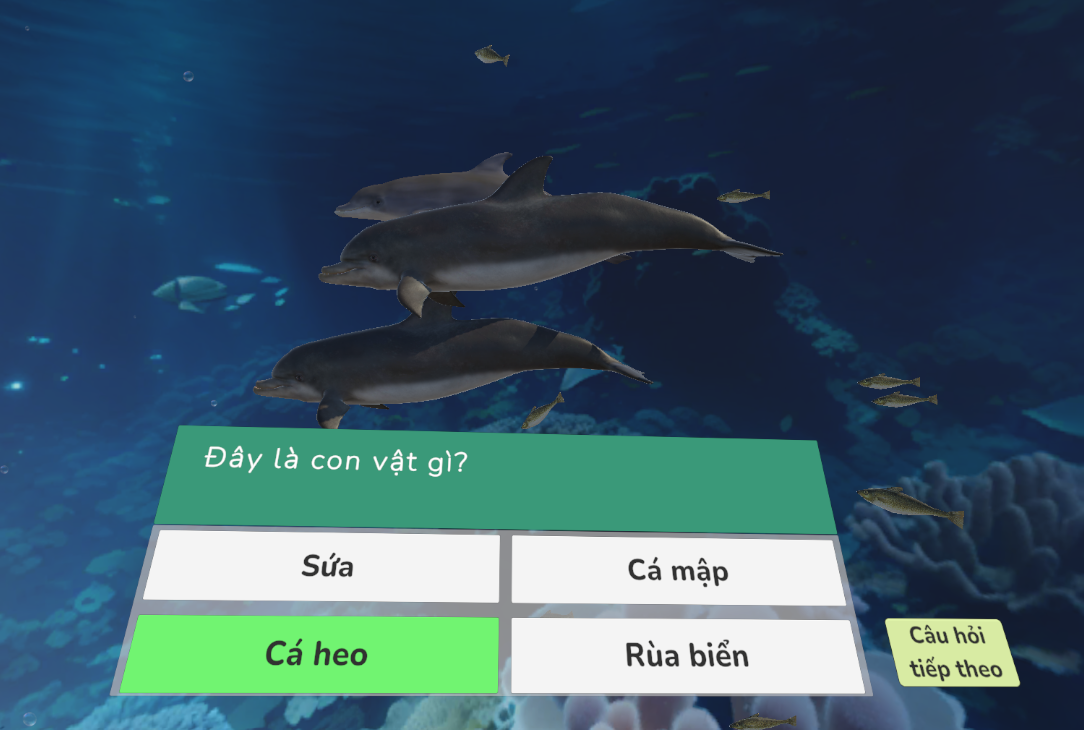 Đây là con vật gì?
Sứa
Cá mập
Cá heo
Rùa biển
Câu hỏi
tiếp theo